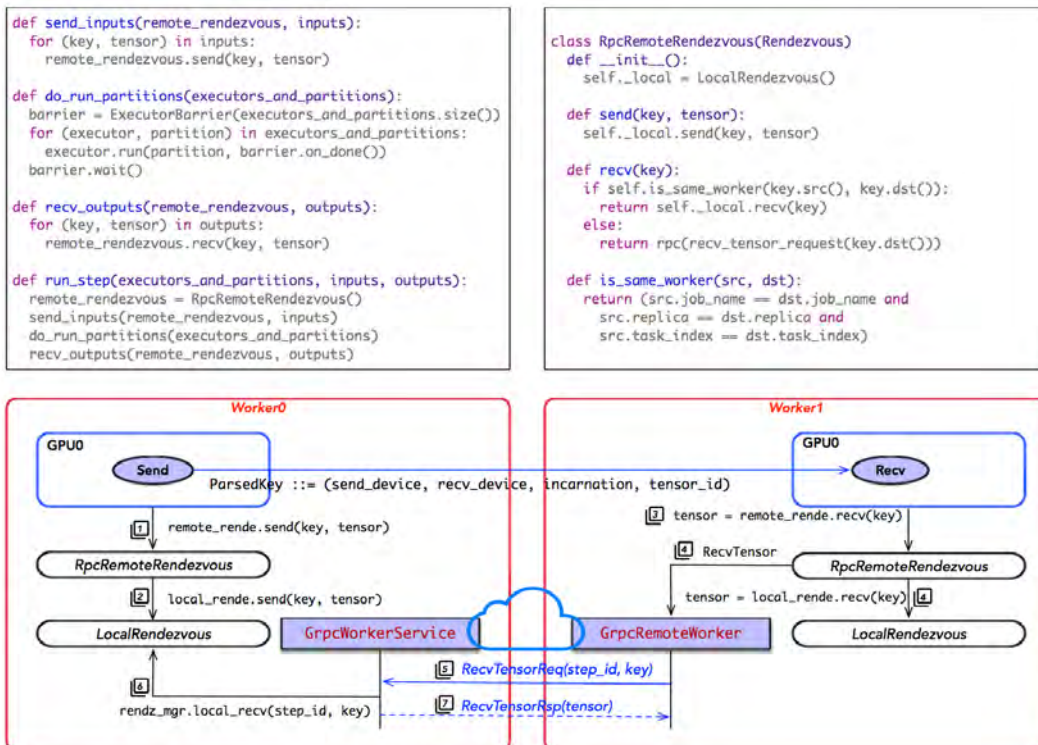 def send_inputs(remote_rendezvous, inputs):
for (key, tensor) in inputs:
remote_rendezvous.send(key, tensor)
def do_run_partitions(executors_and_partitions):
barrier = ExecutorBarrier(executors_and_partitions.size())
for (executor, partition) in executors_and_partitions:
executor.run(partition, barrier.on_done())
barrier.wait()
def recv_outputs(remote_rendezvous, outputs):
for (key, tensor) in outputs:
remote_rendezvous.recv(key, tensor)
def run_step(executors_and_partitions, inputs, outputs):
remote_rendezvous = RpcRemoteRendezvous()
send_inputs(remote_rendezvous, inputs)
do_run_partitions(executors_and_partitions)
recv_outputs(remote_rendezvous, outputs)
class RpcRemoteRendezvous(Rendezvous)
def __init__():
self._local = LocalRendezvous()
def send(key, tensor):
self._local.send(key, tensor)
def recv(key):
if self.is_same_worker(key.src(), key.dst()):
return self._local.recv(key)
else:
return rpc(recv_tensor_request(key.dst()))
def is_same_worker(src, dst):
return (src.job_name == dst.job_name and
src.replica == dst.replica and
src.task_index == dst.task_index)
Worker0
Worker1
GPU0
GPU0
Send
Recv
ParsedKey ::= (send_device, recv_device, incarnation, tensor_id)
1 remote_rende.send(key, tensor)
3 tensor = remote_rende.recv(key)
4 RecvTensor
RpcRemoteRendezvous
RpcRemoteRendezvous
2 local_rende.send(key, tensor)
tensor = local_rende.recv(key) 4
LocalRendezvous
GrpcWorkerService
GrpcRemoteWorker
LocalRendezvous
5 RecvTensorReq(step_id, key)
6
rendz_mgr.local_recv(step_id, key)
7 RecvTensorRsp(tensor)